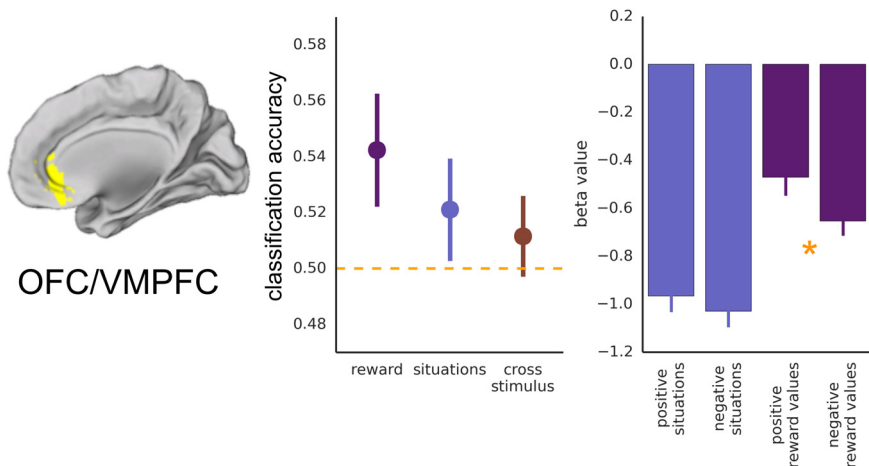 OFC/VMPFC
classification accuracy
0.58
0.56
0.54
0.52
0.50
0.48
reward
situations
cross
stimulus
beta value
0.2
0.0
−0.2
−0.4
−0.6
−0.8
−1.0
−1.2
*
positive
situations
negative
situations
positive
reward values
negative
reward values